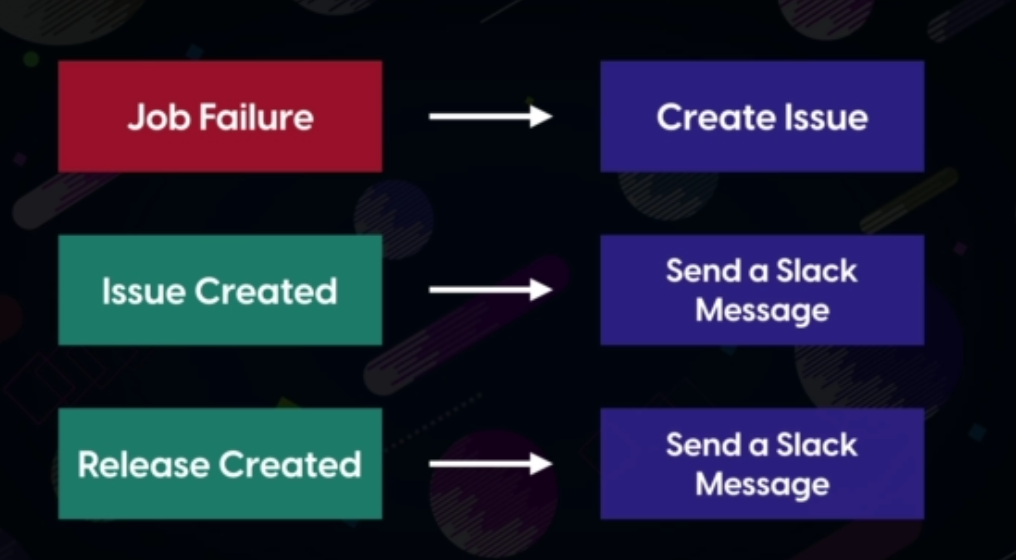 Job Failure
Create Issue
Issue Created
Send a Slack
Message
Release Created
Send a Slack
Message